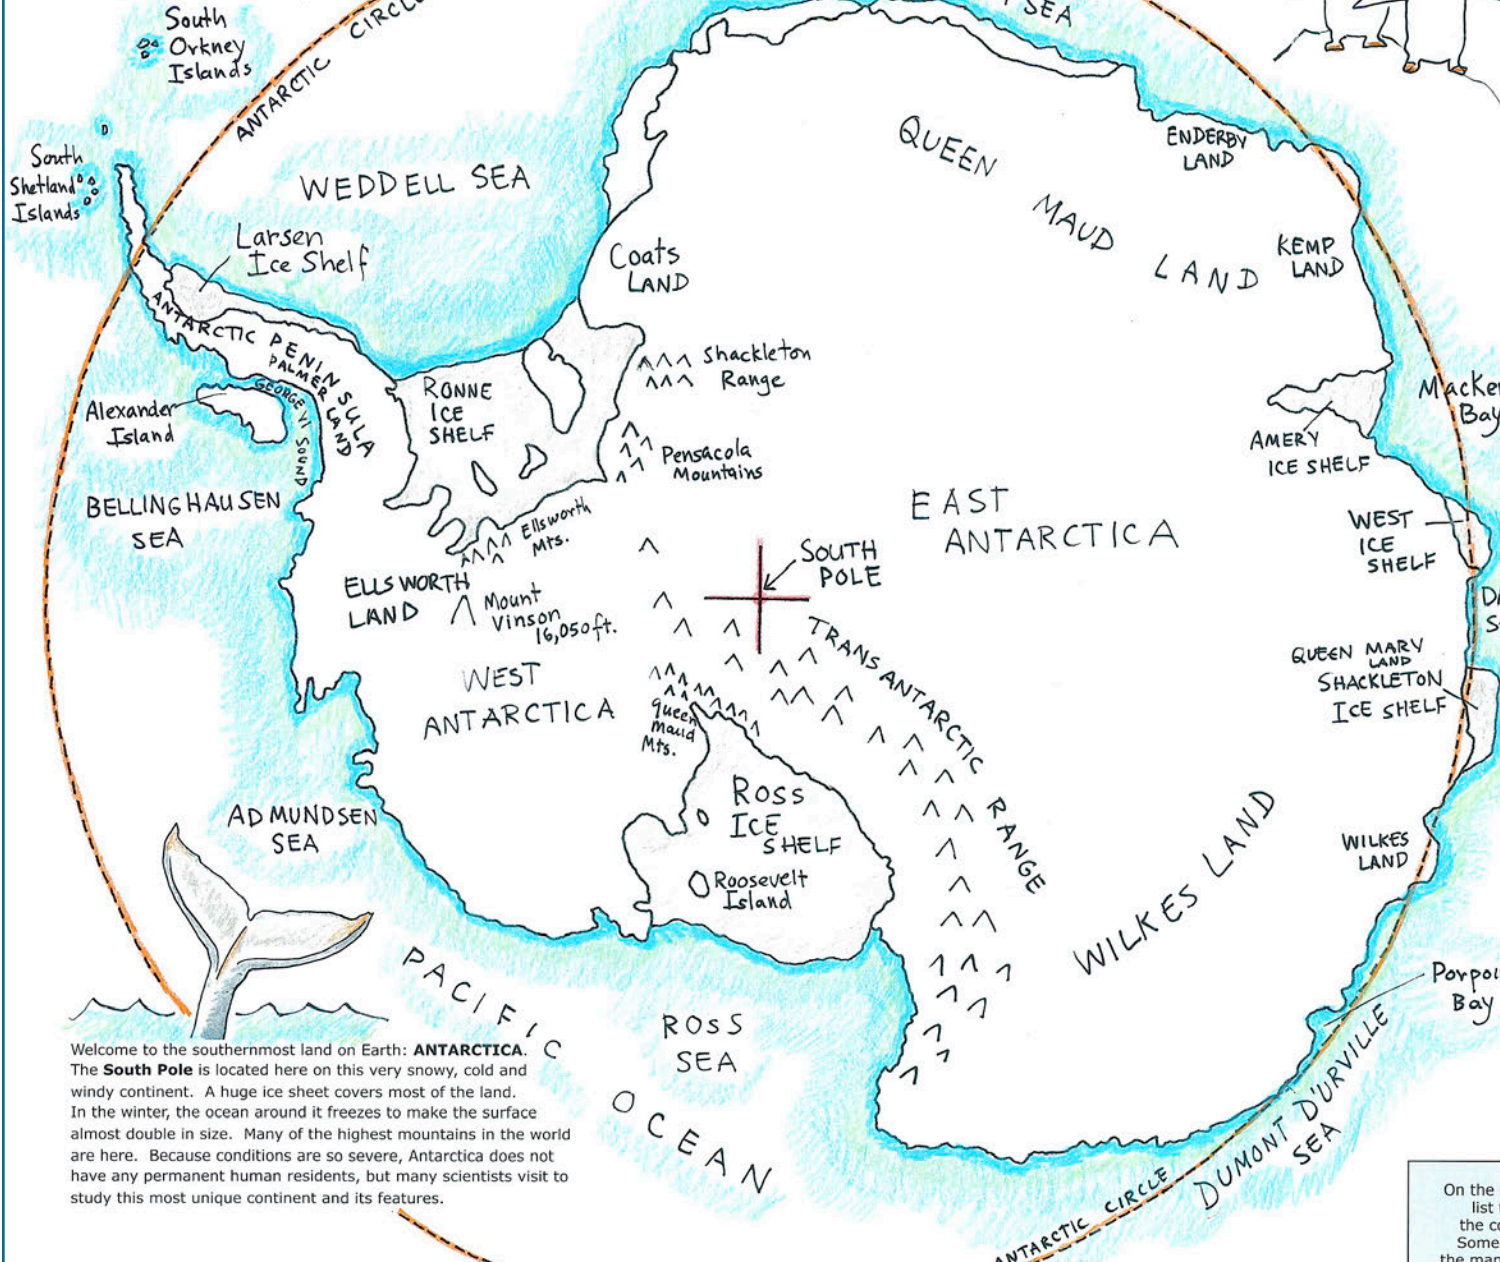 South
Orkney
Islands
ANTARCTIC CIRCLE
SEA
South
Shetland
Islands
WEDDELL SEA
Larsen
Ice Shelf
ANTARCTIC PENINSULA
PALMER LAND
GEORGE VI SOUND
Alexander
Island
BELLINGHAUSEN
SEA
RONNE
ICE
SHELF
Coats
LAND
Shackleton
Range
Pensacola
Mountains
Ellsworth
Mts.
ELLSWORTH
LAND
Mount
Vinson
16,050ft.
WEST
ANTARCTICA
QUEEN
MAUD
LAND
ENDERBY
LAND
KEMP
LAND
AMERY
ICE SHELF
Bay
EAST
ANTARCTICA
SOUTH
POLE
WEST
ICE
SHELF
QUEEN MARY
LAND
SHACKLETON
ICE SHELF
TRANSANTARCTIC
RANGE
Queen
Maud
Mts.
ROSS
ICE
SHELF
Roosevelt
Island
WILKES LAND
WILKES
LAND
ADMUNDSEN
SEA
PACIFIC
OCEAN
ROSS
SEA
Bay
DUMONT D'URVILLE
SEA
ANTARCTIC CIRCLE
Welcome to the southernmost land on Earth: ANTARCTICA.
The South Pole is located here on this very snowy, cold and
windy continent. A huge ice sheet covers most of the land.
In the winter, the ocean around it freezes to make the surface
almost double in size. Many of the highest mountains in the world
are here. Because conditions are so severe, Antarctica does not
have any permanent human residents, but many scientists visit to
study this most unique continent and its features.
On the
list
the
Some
the